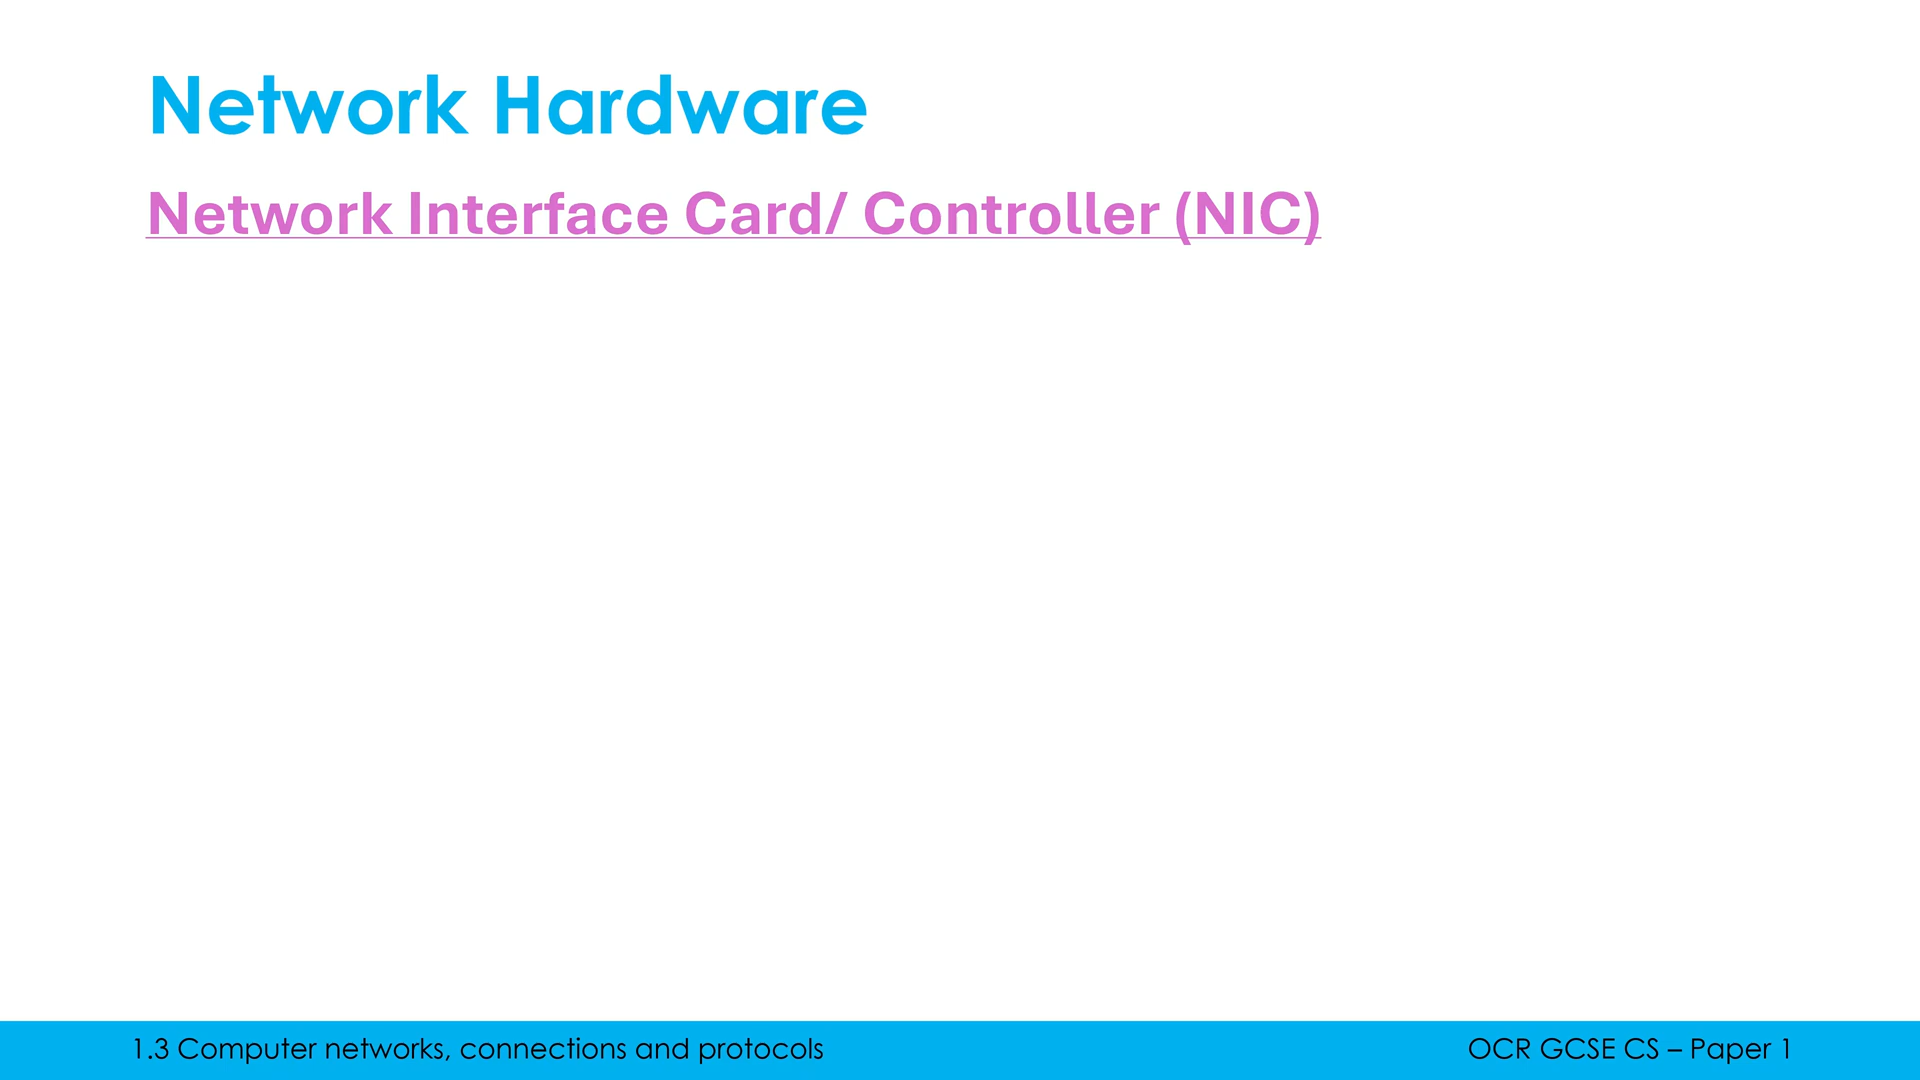 Network Hardware
Network Interface Card/ Controller (NIC)
1.3 Computer networks, connections and protocols
OCR GCSE CS – Paper 1